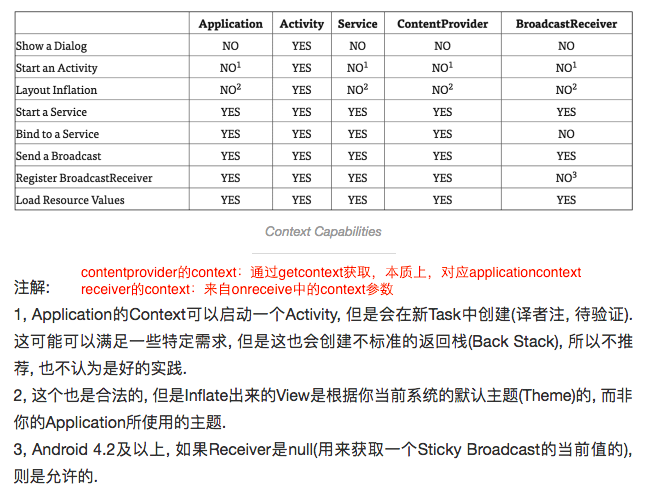 Application Activity Service ContentProvider BroadcastReceiver
Show a Dialog NO YES NO NO NO
Start an Activity NO¹ YES NO¹ NO¹ NO¹
Layout Inflation NO² YES NO² NO² NO²
Start a Service YES YES YES YES YES
Bind to a Service YES YES YES YES NO
Send a Broadcast YES YES YES YES YES
Register BroadcastReceiver YES YES YES YES NO³
Load Resource Values YES YES YES YES YES
Context Capabilities
contentprovider的context：通过getcontext获取，本质上，对应applicationcontext
receiver的context：来自onreceive中的context参数
注解:
1, Application的Context可以启动一个Activity, 但是会在新Task中创建(译者注, 待验证).
这可能可以满足一些特定需求, 但是这也会创建不标准的返回栈(Back Stack), 所以不推
荐, 也不认为是好的实践.
2, 这个也是合法的, 但是Inflate出来的View是根据你当前系统的默认主题(Theme)的, 而非
你的Application所使用的主题.
3, Android 4.2及以上, 如果Receiver是null(用来获取一个Sticky Broadcast的当前值的),
则是允许的.